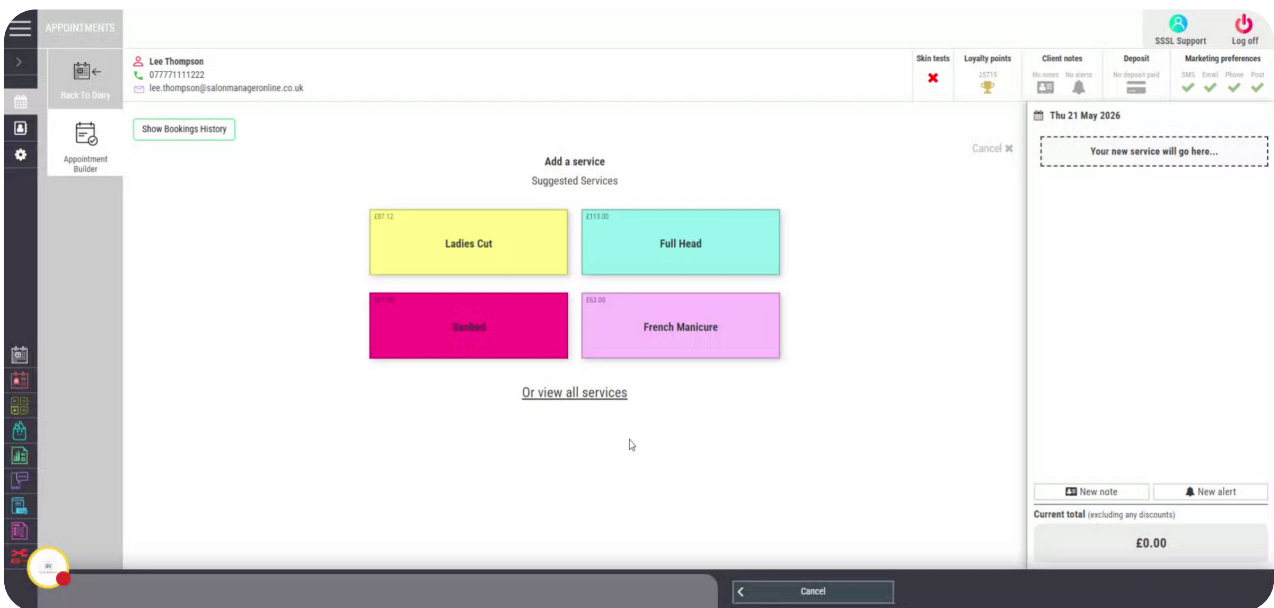 APPOINTMENTS
SSSL Support
Log off
Back To Diary
Appointment
Builder
Lee Thompson
077771111222
lee.thompson@salonmanageronline.co.uk
Skin tests
Loyalty points
25715
Client notes
No notes No alerts
Deposit
No deposit paid
Marketing preferences
SMS Email Phone Post
Show Bookings History
Cancel
Add a service
Suggested Services
£87.12
Ladies Cut
£113.00
Full Head
Sunbed
£63.00
French Manicure
Or view all services
Thu 21 May 2026
Your new service will go here...
New note
New alert
Current total (excluding any discounts)
£0.00
Cancel